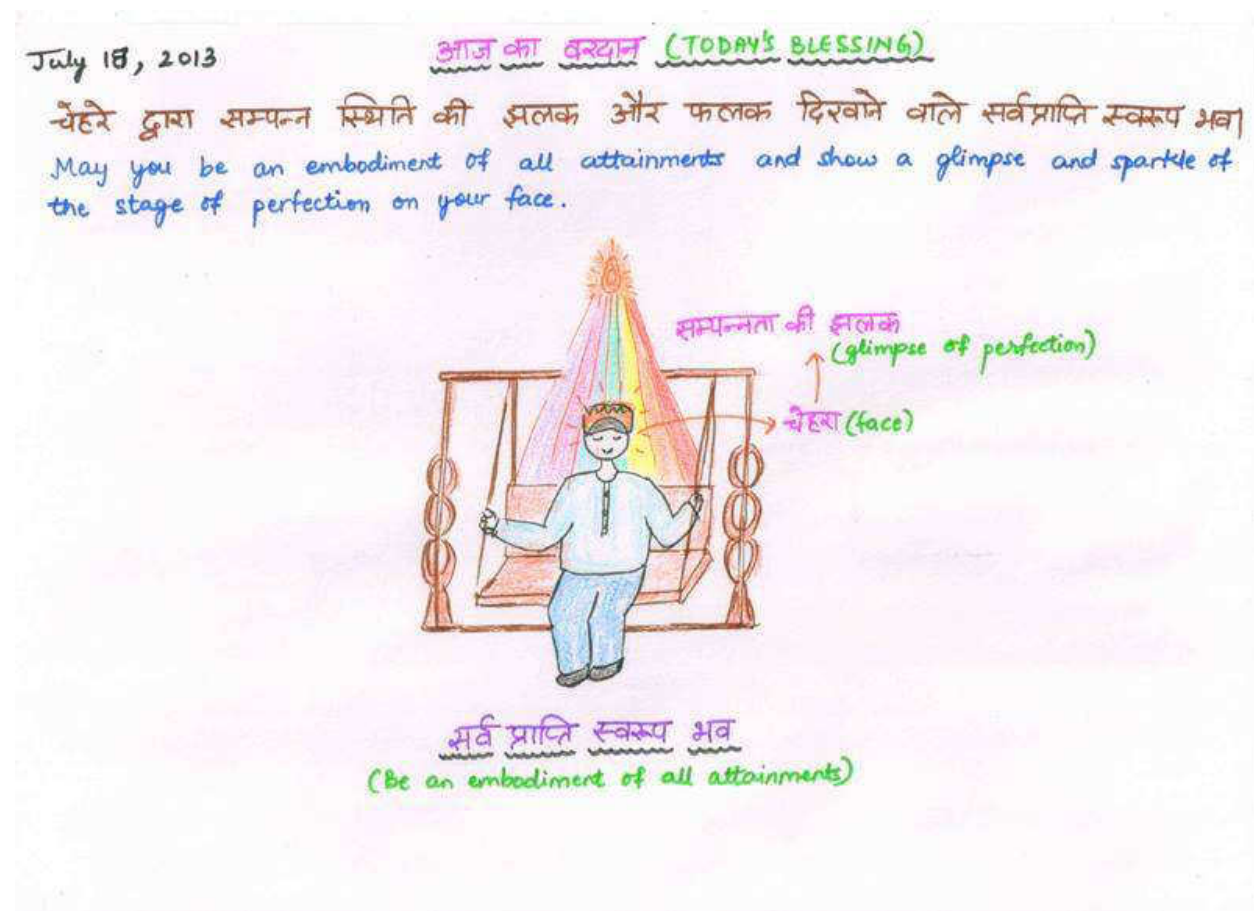 July 18, 2013
आज का वरदान (TODAY'S BLESSING)
चेहरे द्वारा सम्पन्न स्थिति की झलक और फलक दिखाने वाले सर्वप्राप्ति स्वरूप भव।
May you be an embodiment of all attainments and show a glimpse and sparkle of
the stage of perfection on your face.
सम्पन्नता की झलक
(glimpse of perfection)
चेहरा (face)
सर्व प्राप्ति स्वरूप भव
(Be an embodiment of all attainments)